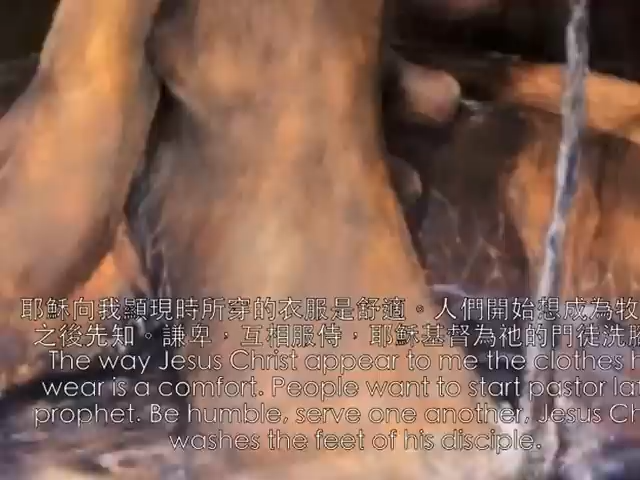 耶穌向我顯現時所穿的衣服是舒適。人們開始想成為牧
之後先知。謙卑，互相服侍，耶穌基督為祂的門徒洗
The way Jesus Christ appear to me the clothes h
wear is a comfort. People want to start pastor la
prophet. Be humble, serve one another, Jesus Ch
washes the feet of his disciple.